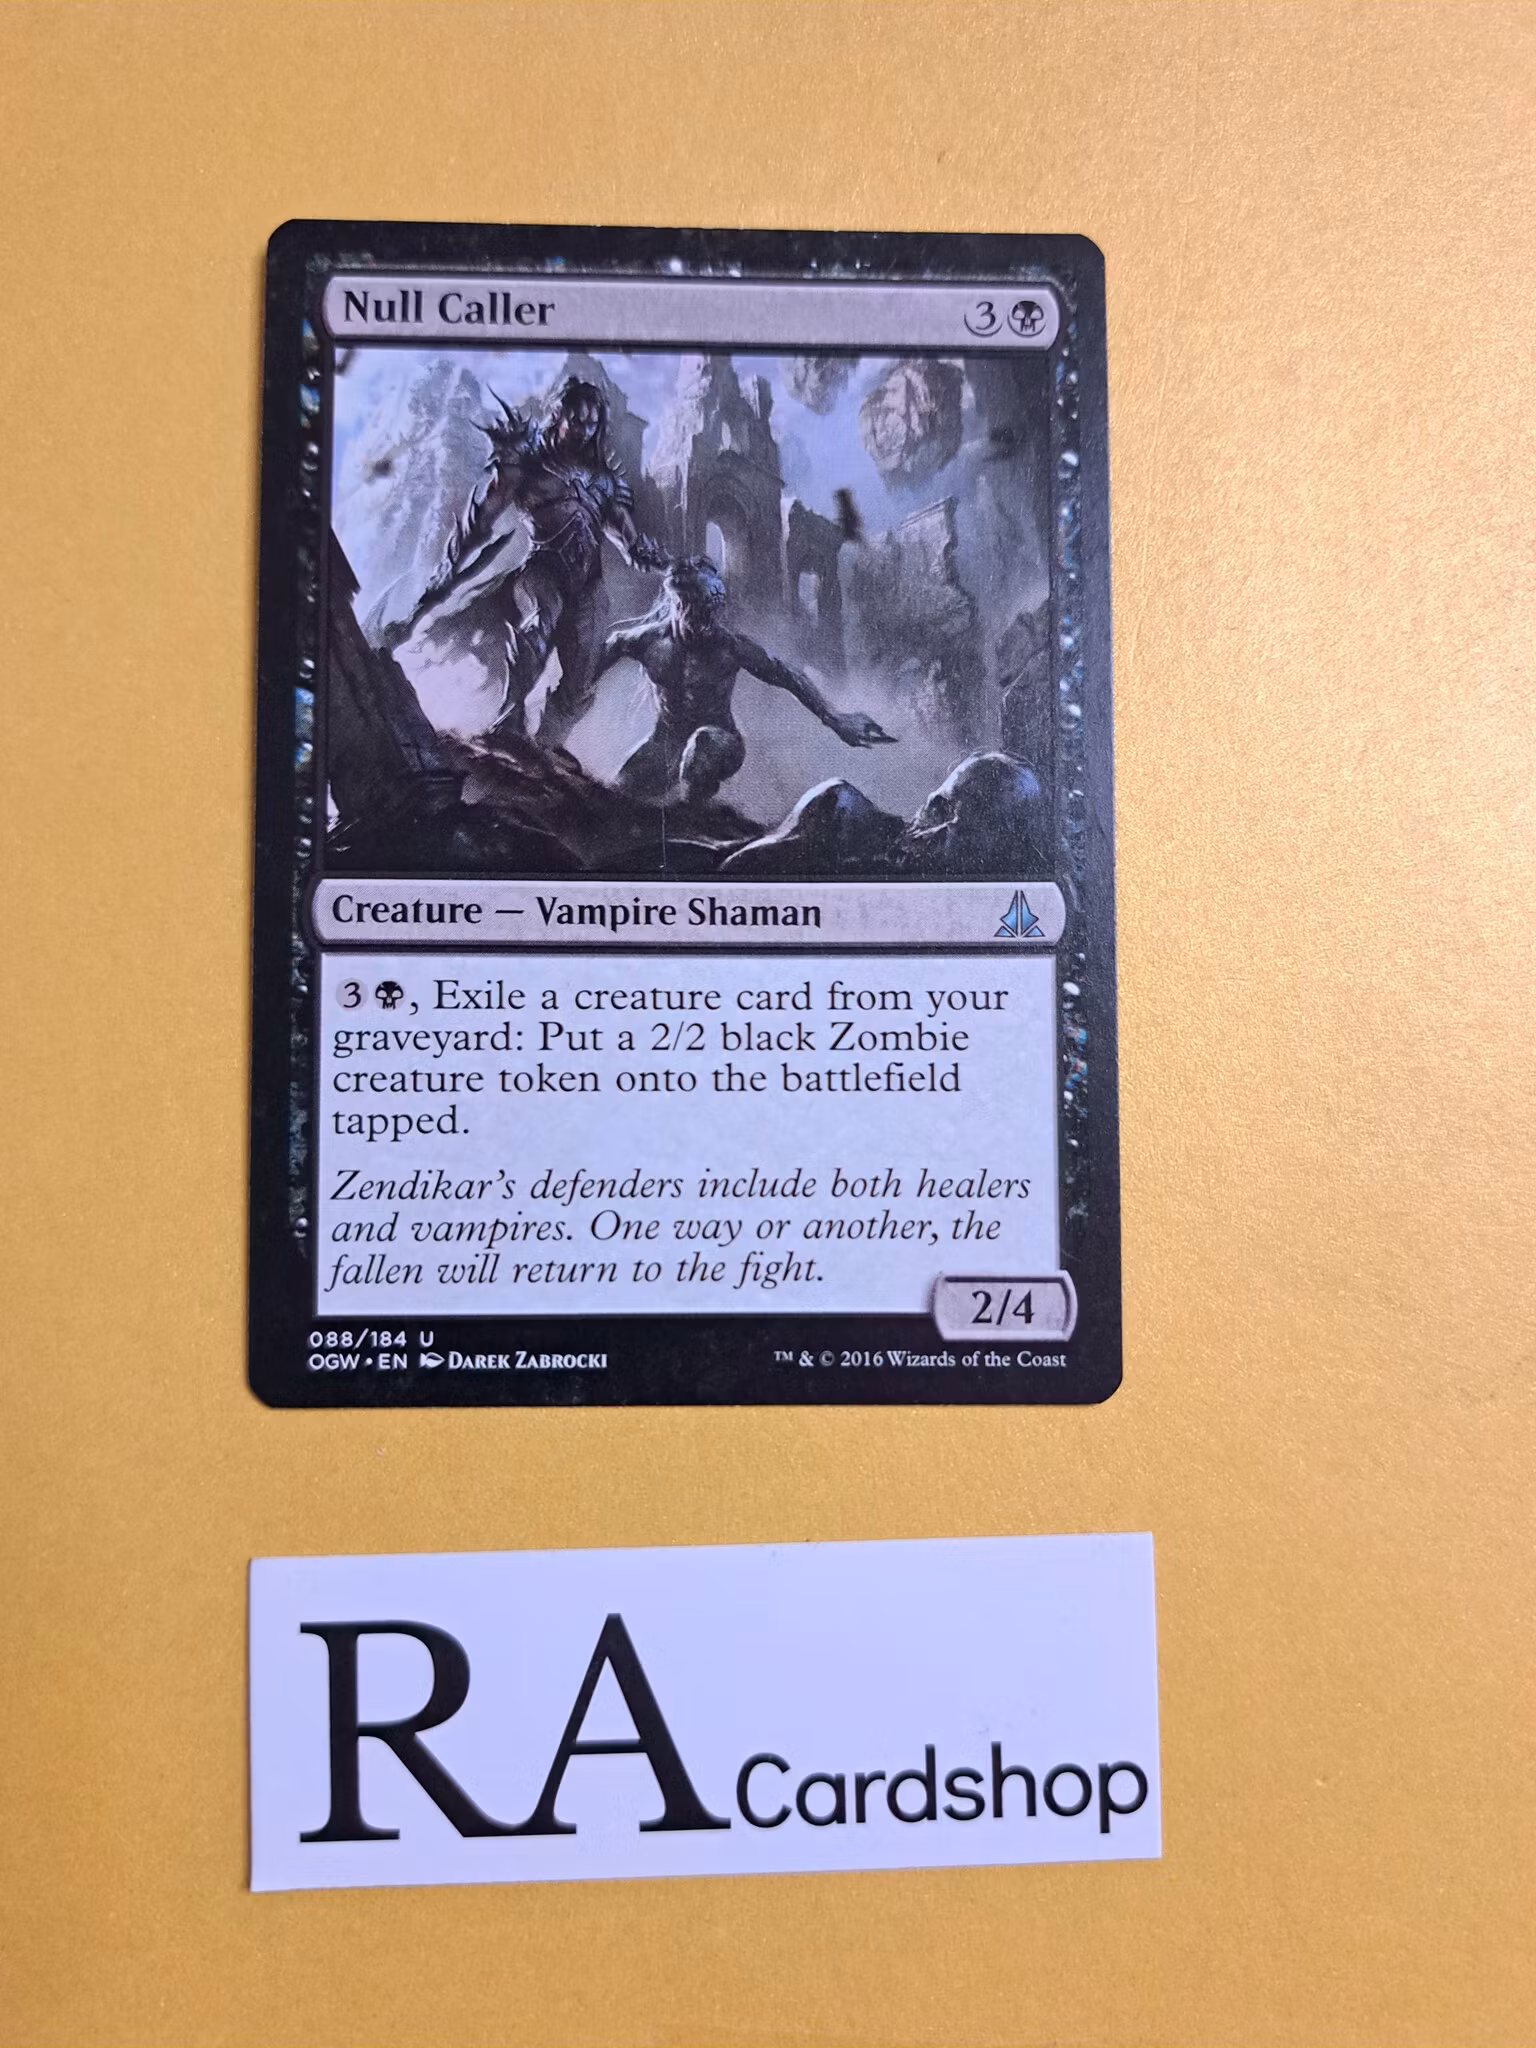 Null Caller
3
Creature — Vampire Shaman
3 , Exile a creature card from your
graveyard: Put a 2/2 black Zombie
creature token onto the battlefield
tapped.
Zendikar's defenders include both healers
and vampires. One way or another, the
fallen will return to the fight.
2/4
088/184 U
OGW • EN DAREK ZABROCKI
™ & © 2016 Wizards of the Coast
RA Cardshop